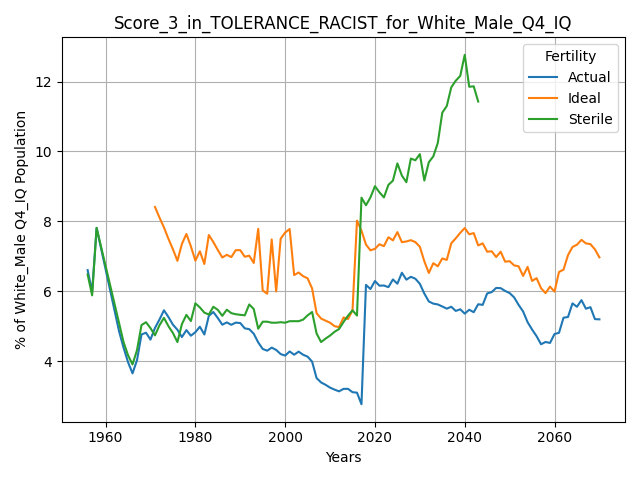 Score_3_in_TOLERANCE_RACIST_for_White_Male_Q4_IQ
% of White_Male Q4_IQ Population
12
10
8
6
4
Fertility
Actual
Ideal
Sterile
1960
1980
2000
2020
2040
2060
Years